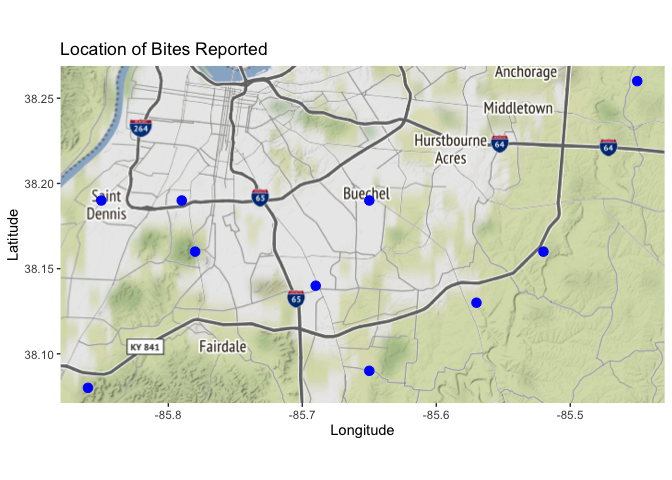 Location of Bites Reported
Anchorage
38.25
Middletown
264
Hurstbourne
Acres
64
64
38.20
Saint
Dennis
65
Buechel
Latitude
38.15
65
KY 841
Fairdale
38.10
-85.8
-85.7
-85.6
-85.5
Longitude